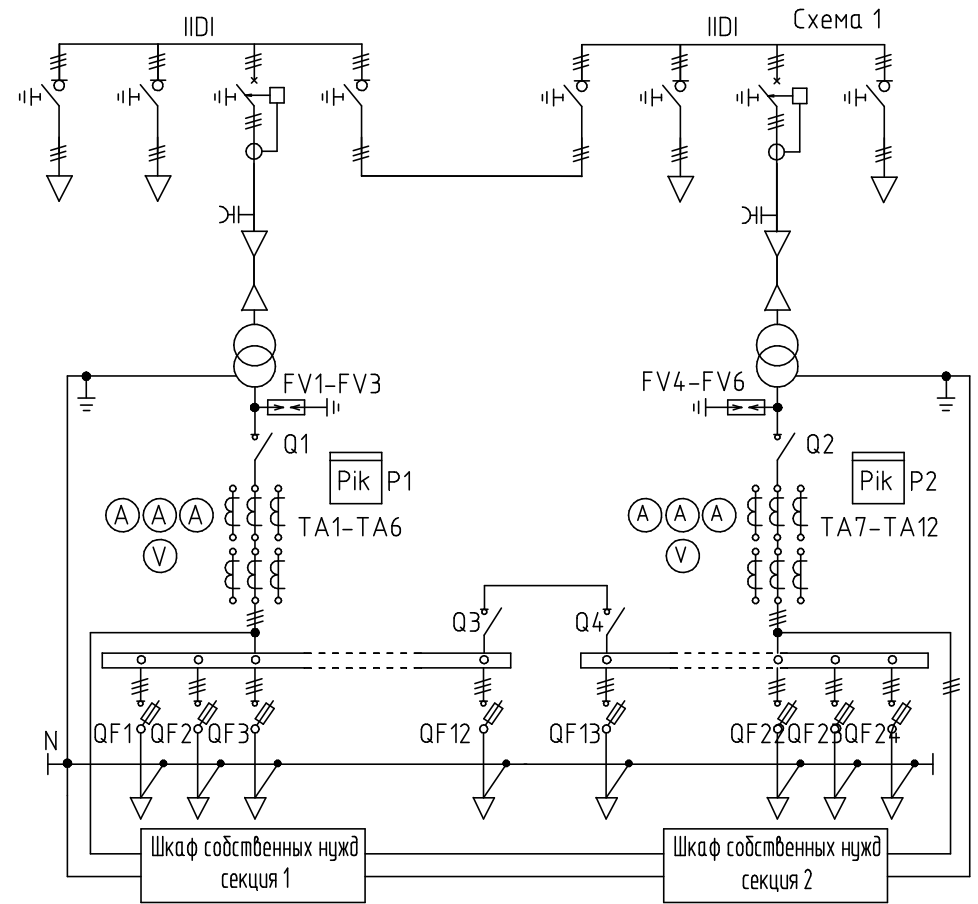 IIDI
IIDI
Схема 1
FV1-FV3
FV4-FV6
Q1
Q2
Pik
P1
Pik
P2
A
A
A
A
A
A
TA1-TA6
TA7-TA12
V
V
Q3
Q4
QF1
QF2
QF3
QF12
QF13
QF22
QF23
QF24
N
Шкаф собственных нужд
секция 1
Шкаф собственных нужд
секция 2